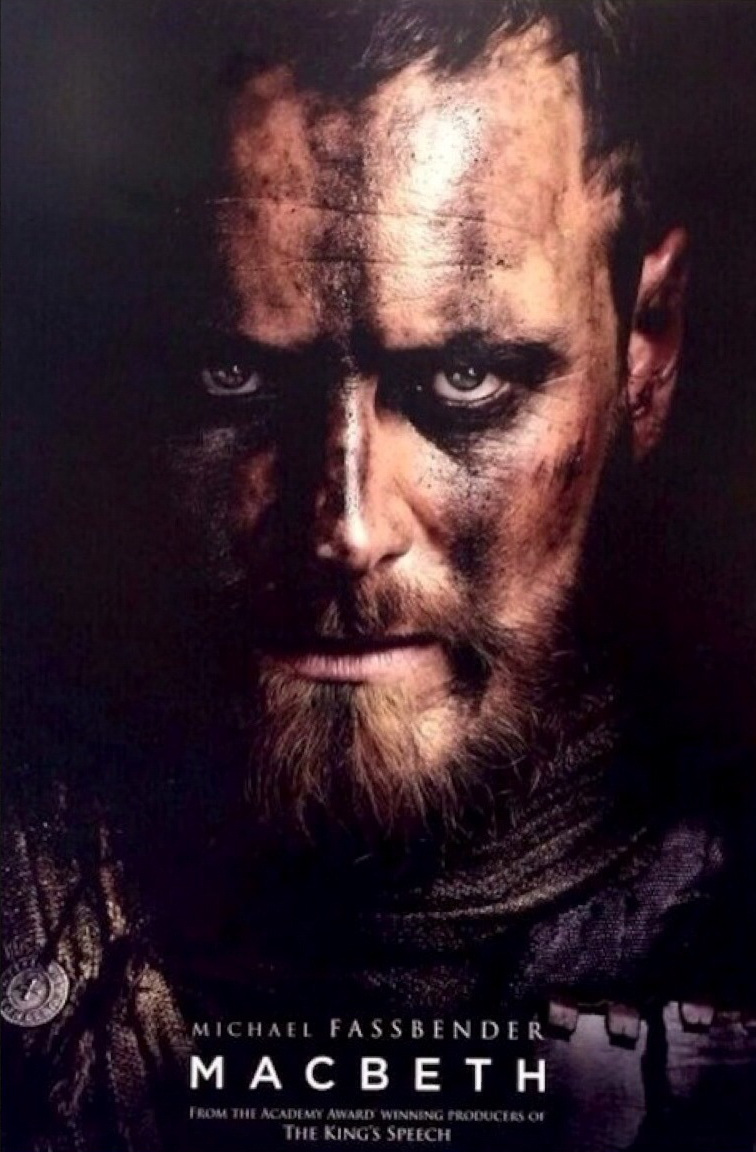 MICHAEL FASSBENDER
MACBETH
FROM THE ACADEMY AWARD WINNING PRODUCERS OF
THE KING'S SPEECH